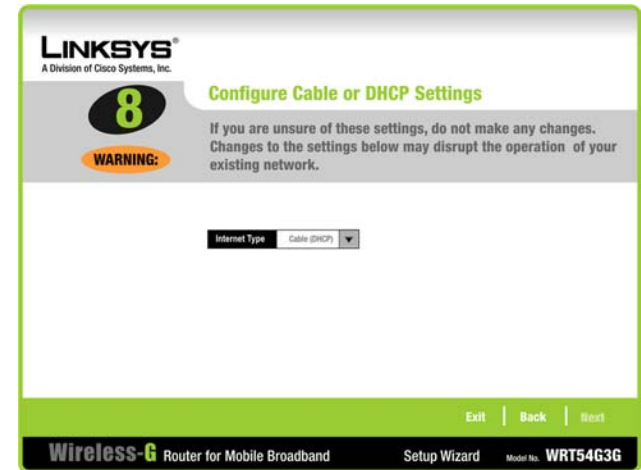 LINKSYS®
A Division of Cisco Systems, Inc.
8
WARNING:
Configure Cable or DHCP Settings
If you are unsure of these settings, do not make any changes.
Changes to the settings below may disrupt the operation of your
existing network.
Internet Type Cable (DHCP)
Exit Back Next
Wireless-G Router for Mobile Broadband Setup Wizard Model No. WRT54G3G